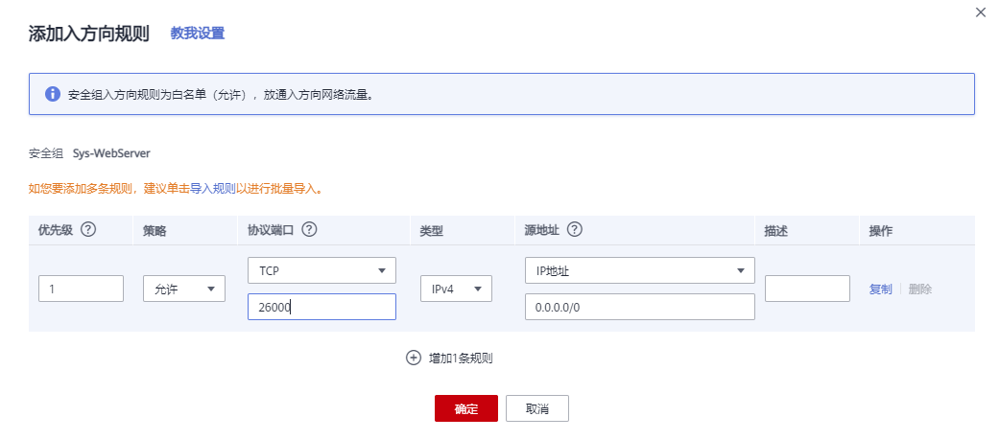 添加入方向规则 教我设置
安全组入方向规则为白名单（允许），放通入方向网络流量。
安全组 Sys-WebServer
如您要添加多条规则，建议单击导入规则以进行批量导入。
优先级 策略 协议端口 类型 源地址 描述 操作
TCP IP地址
1 允许 IPv4 复制 删除
26000 0.0.0.0/0
增加1条规则
确定 取消